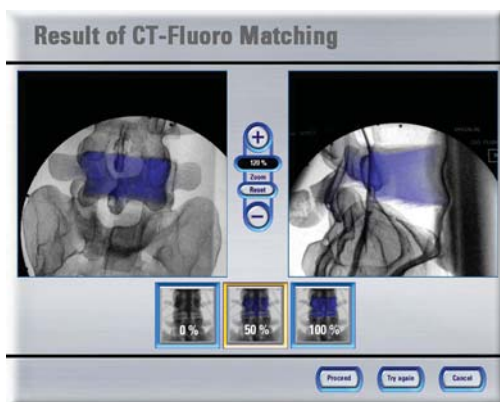 Result of CT-Fluoro Matching
120 %
Zoom
Reset
0 %
50 %
100 %
Proceed
Try again
Cancel